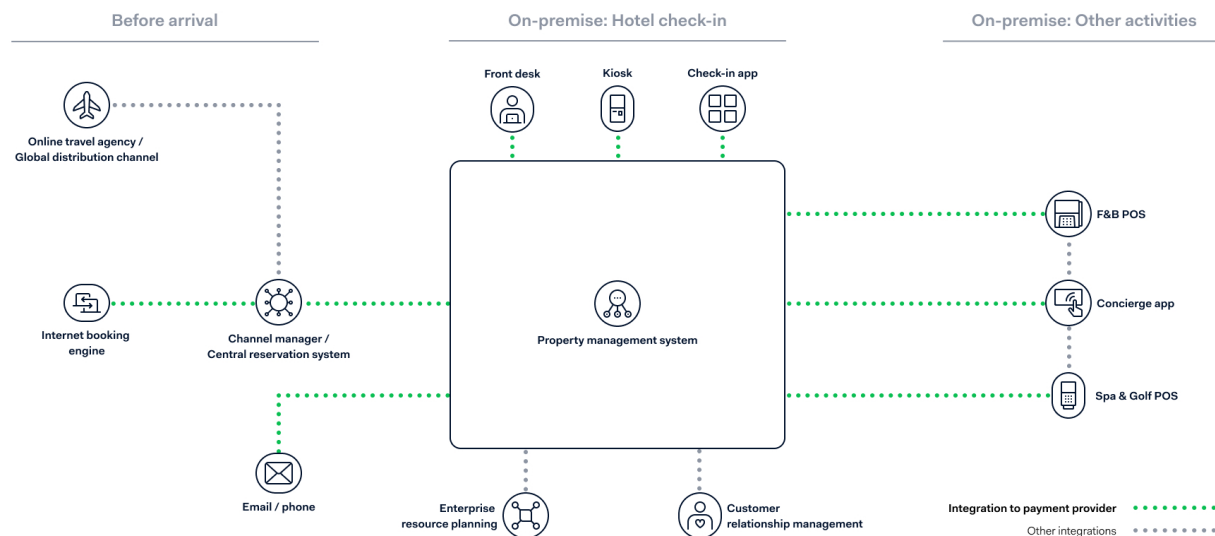 Before arrival
On-premise: Hotel check-in
On-premise: Other activities
Front desk
Kiosk
Check-in app
Online travel agency /
Global distribution channel
F&B POS
Internet booking
engine
Channel manager /
Central reservation system
Property management system
Concierge app
Spa & Golf POS
Email / phone
Enterprise
resource planning
Customer
relationship management
Integration to payment provider
Other integrations